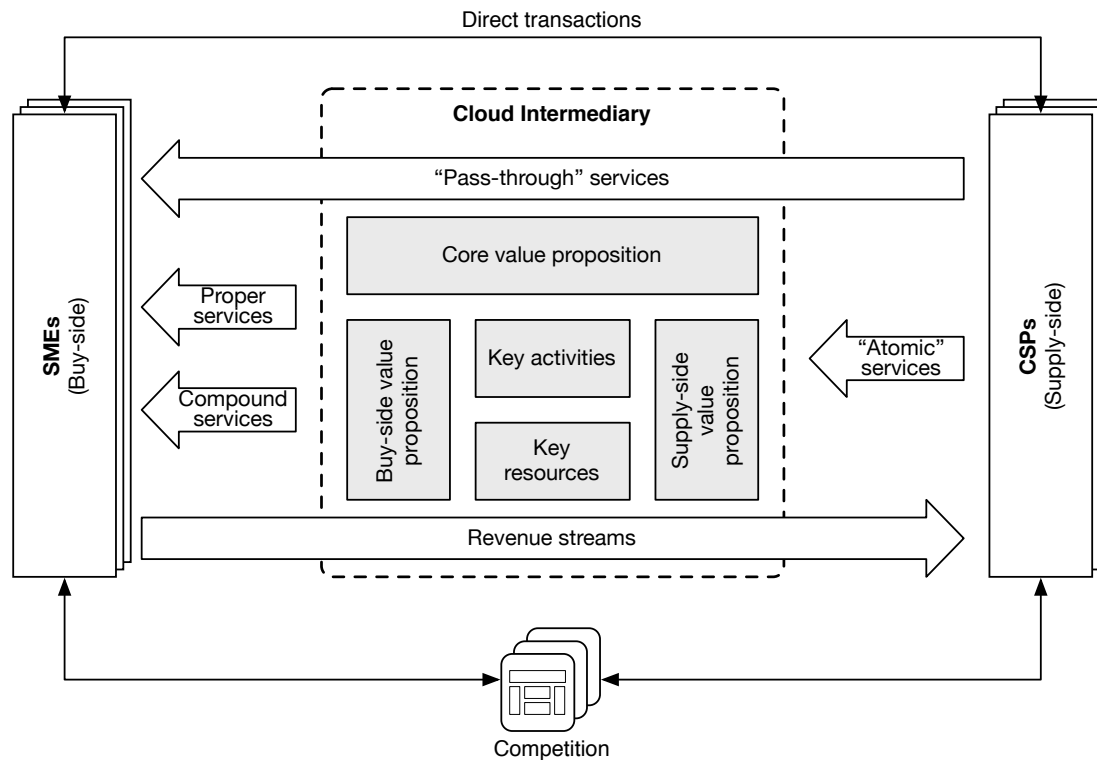 Direct transactions
Cloud Intermediary
“Pass-through” services
Core value proposition
SMEs
(Buy-side)
Proper
services
Compound
services
Buy-side value
proposition
Key activities
Key
resources
Supply-side
value
proposition
“Atomic”
services
CSPs
(Supply-side)
Revenue streams
Competition